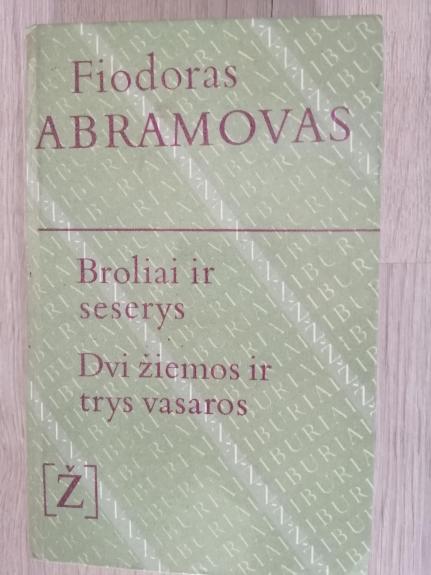 Fiodoras
ABRAMOVAS
Broliai ir
seserys
Dvi žiemos ir
trys vasaros
[Ž]